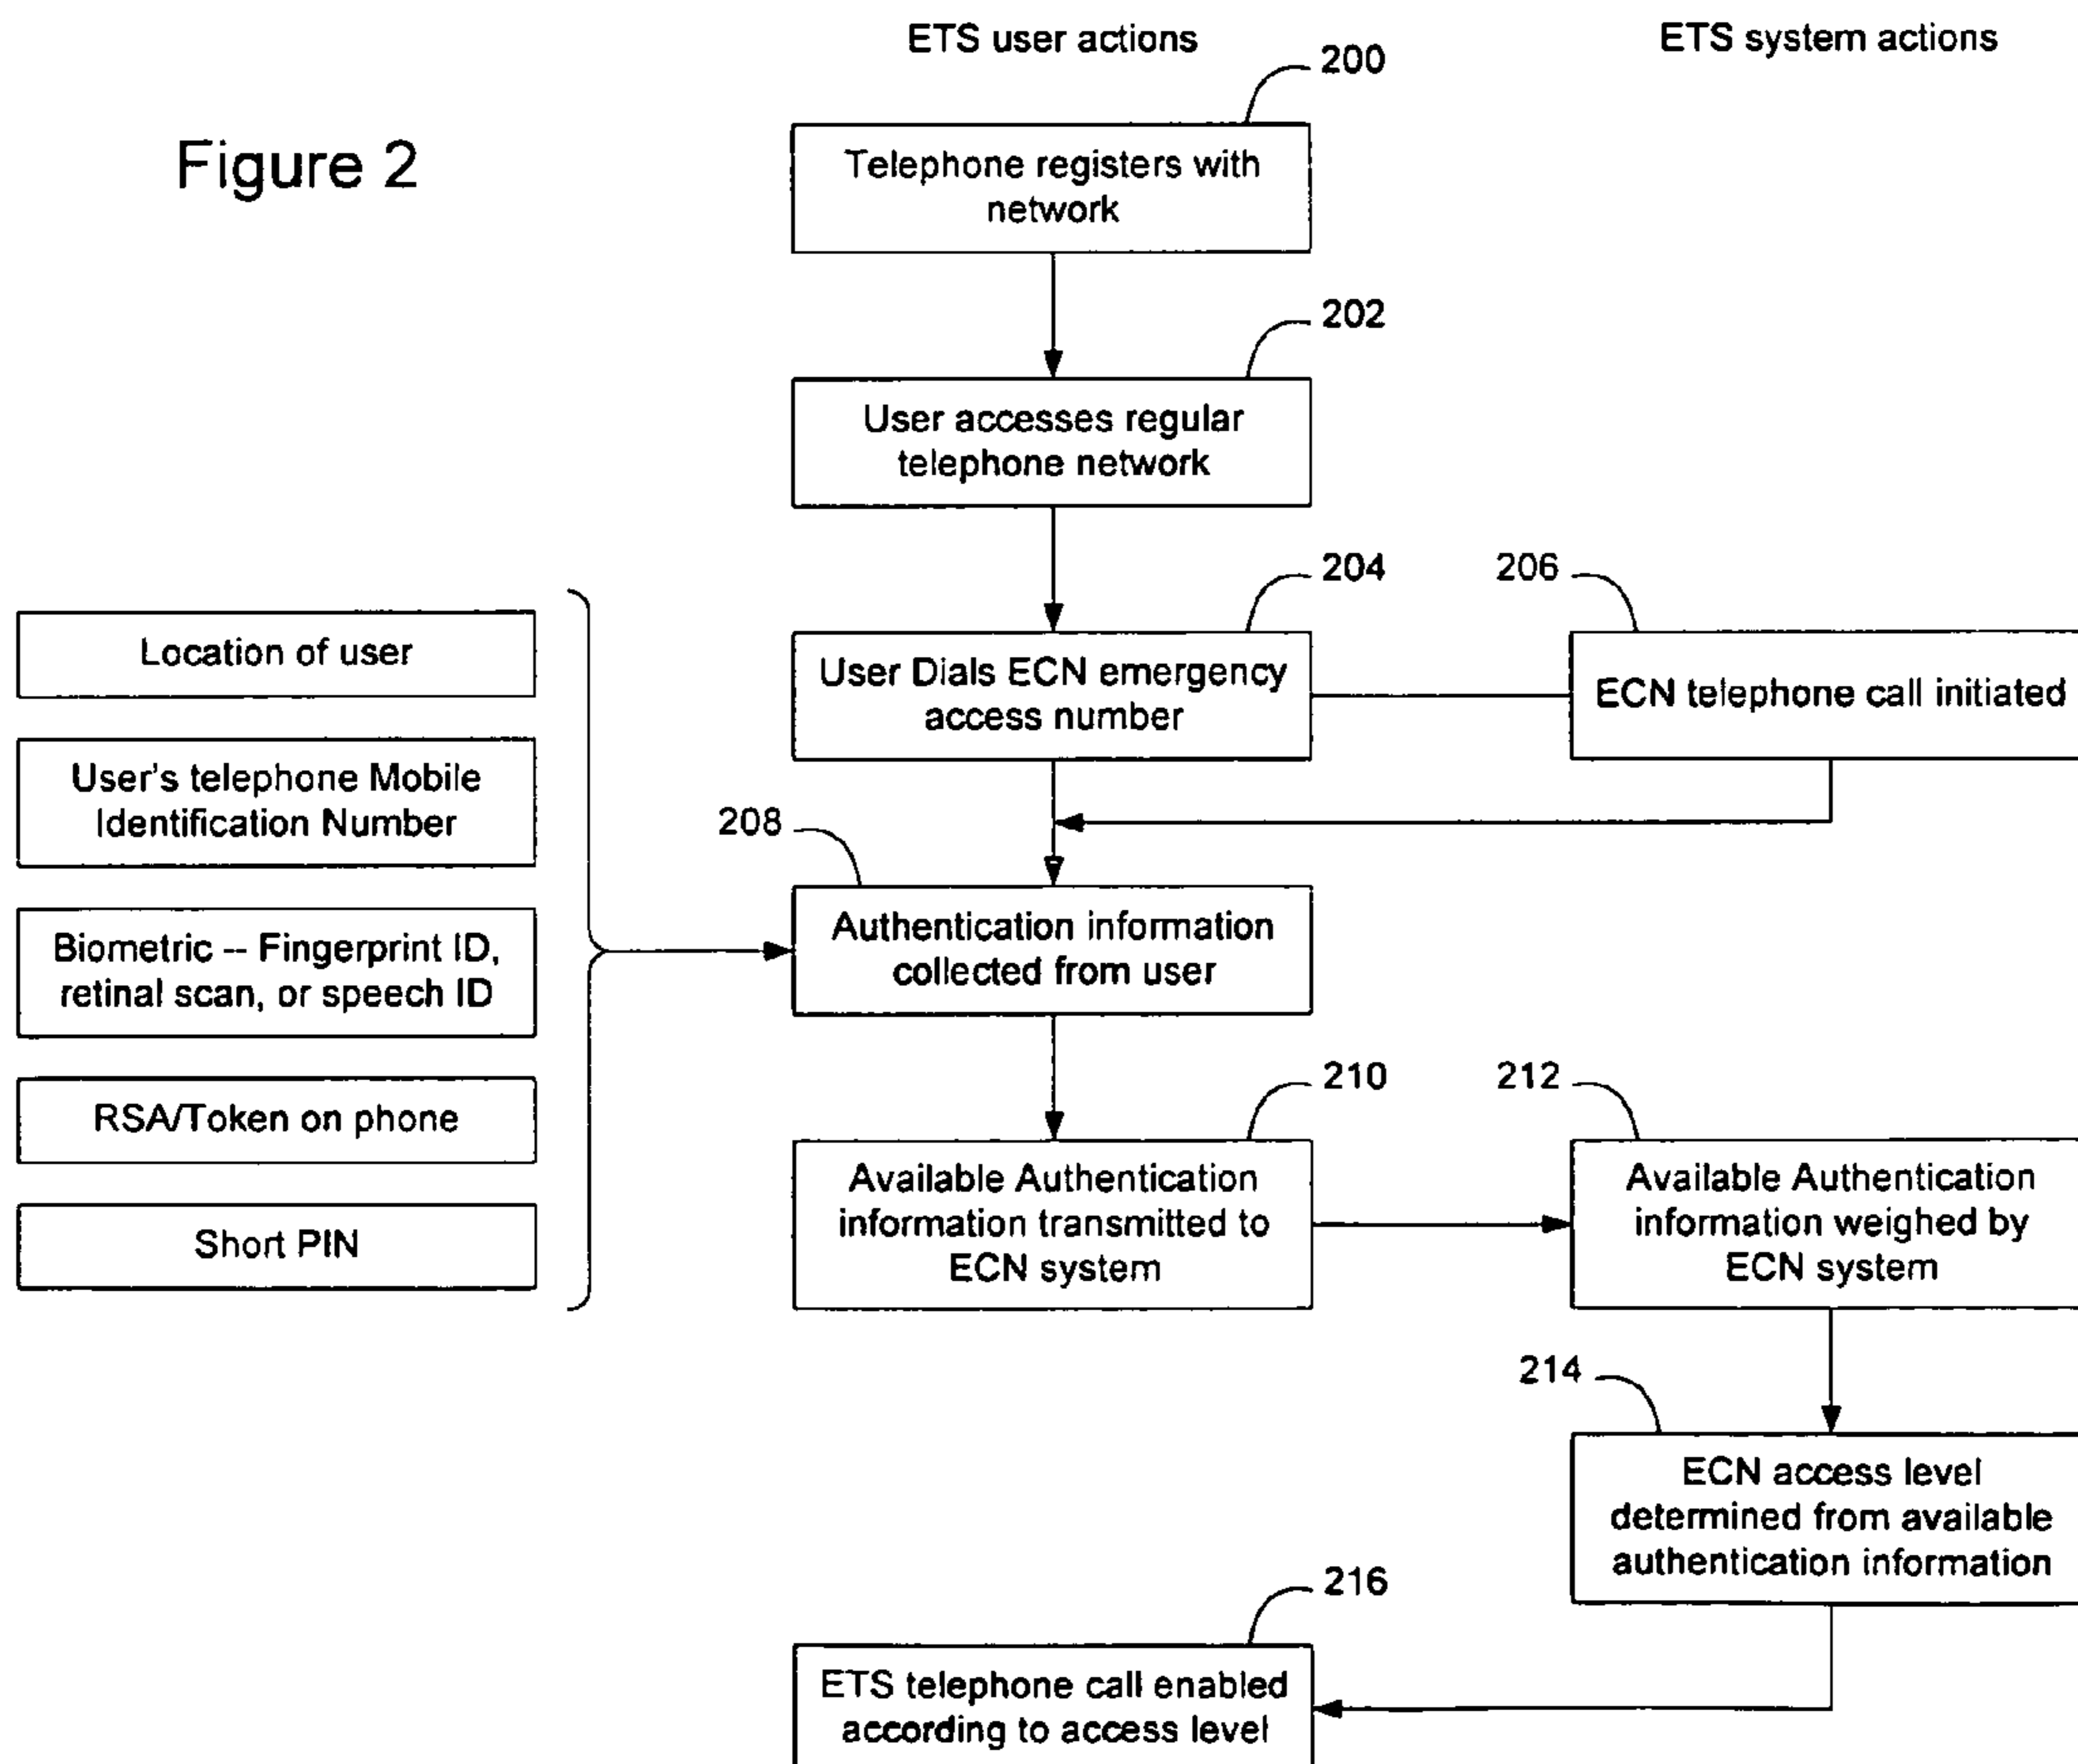 ETS user actions
ETS system actions
200
Figure 2
Telephone registers with
network
202
User accesses regular
telephone network
204
206
User Dials ECN emergency
access number
ECN telephone call initiated
Location of user
User's telephone Mobile
Identification Number
Biometric -- Fingerprint ID,
retinal scan, or speech ID
RSA/Token on phone
Short PIN
208
Authentication information
collected from user
210
212
Available Authentication
information transmitted to
ECN system
Available Authentication
information weighed by
ECN system
214
ECN access level
determined from available
authentication information
216
ETS telephone call enabled
according to access level